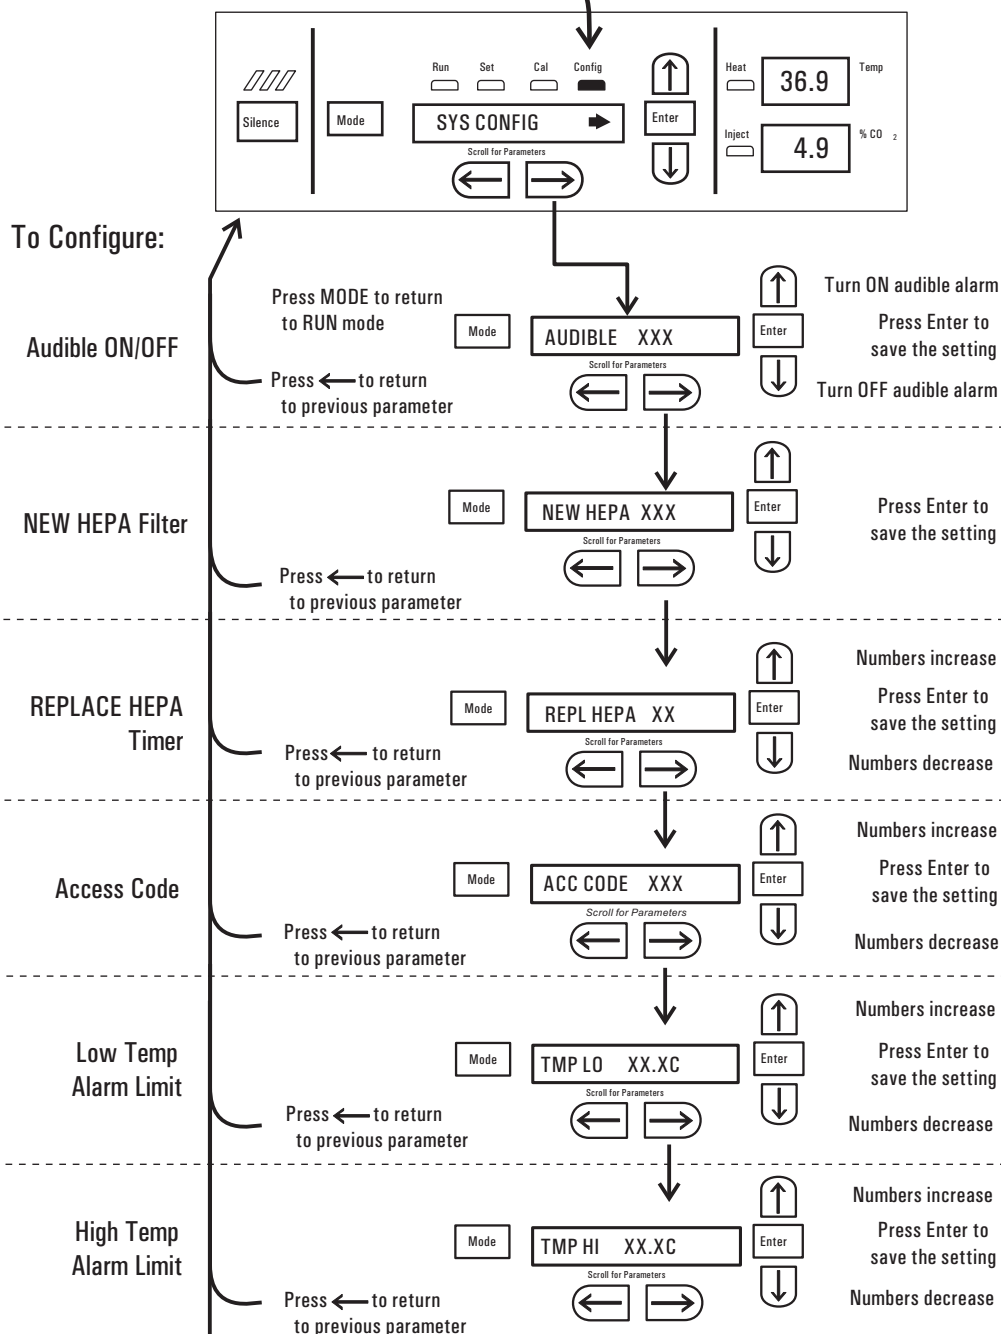 Run Set Cal Config
Heat 36.9 Temp
Silence
Mode
SYS CONFIG
Enter
Inject 4.9 % CO 2
Scroll for Parameters
To Configure:
Press MODE to return
to RUN mode
Audible ON/OFF
Mode
AUDIBLE XXX
Enter
Turn ON audible alarm
Press Enter to
save the setting
Turn OFF audible alarm
Scroll for Parameters
Press ← to return
to previous parameter
NEW HEPA Filter
Mode
NEW HEPA XXX
Enter
Press Enter to
save the setting
Scroll for Parameters
Press ← to return
to previous parameter
REPLACE HEPA
Timer
Mode
REPL HEPA XX
Enter
Numbers increase
Press Enter to
save the setting
Numbers decrease
Scroll for Parameters
Press ← to return
to previous parameter
Access Code
Mode
ACC CODE XXX
Enter
Numbers increase
Press Enter to
save the setting
Numbers decrease
Scroll for Parameters
Press ← to return
to previous parameter
Low Temp
Alarm Limit
Mode
TMP LO XX.XC
Enter
Numbers increase
Press Enter to
save the setting
Numbers decrease
Scroll for Parameters
Press ← to return
to previous parameter
High Temp
Alarm Limit
Mode
TMP HI XX.XC
Enter
Numbers increase
Press Enter to
save the setting
Numbers decrease
Scroll for Parameters
Press ← to return
to previous parameter